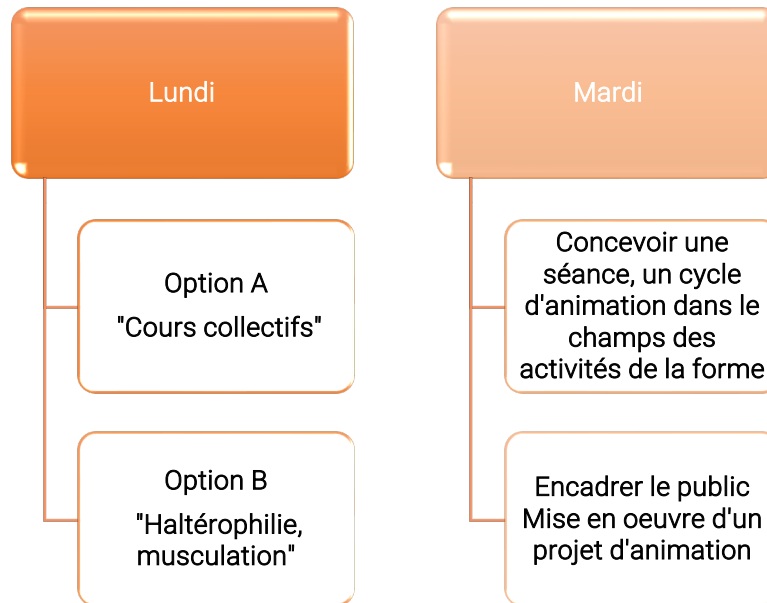 Lundi
Option A
"Cours collectifs"
Option B
"Haltérophilie,
musculation"
Mardi
Concevoir une
séance, un cycle
d'animation dans le
champs des
activités de la forme
Encadrer le public
Mise en oeuvre d'un
projet d'animation